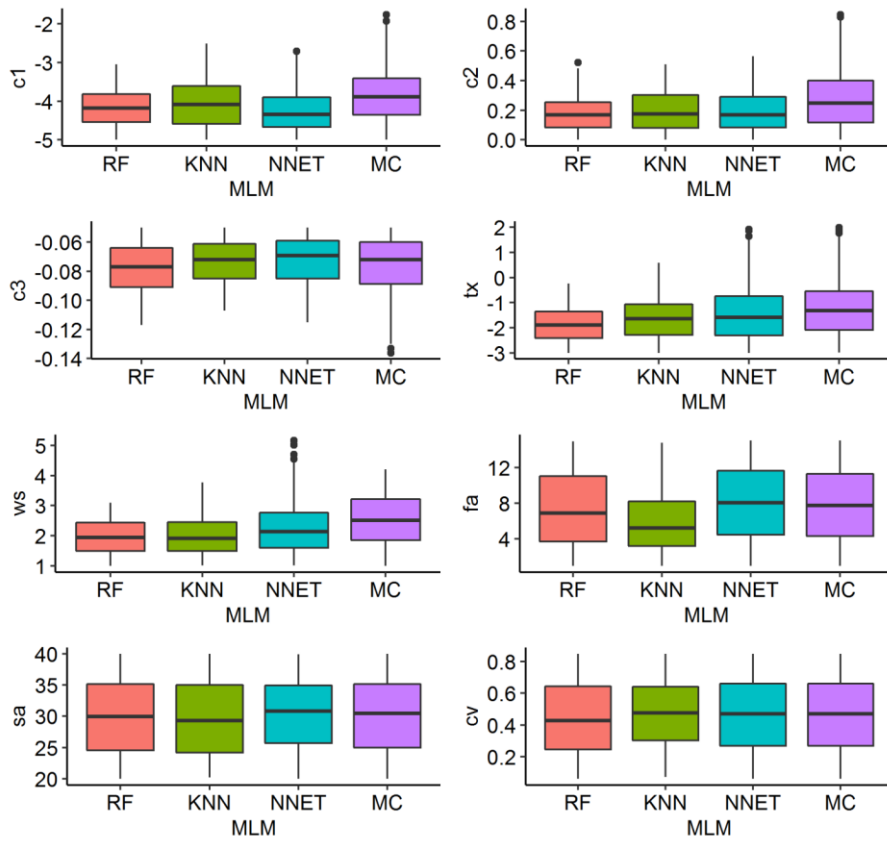 c1
-2
-3
-4
-5
RF KNN NNET MC
MLM
c2
0.8
0.6
0.4
0.2
0.0
RF KNN NNET MC
MLM
c3
-0.06
-0.08
-0.10
-0.12
-0.14
RF KNN NNET MC
MLM
tx
2
1
0
-1
-2
-3
RF KNN NNET MC
MLM
ws
5
4
3
2
1
RF KNN NNET MC
MLM
fa
12
8
4
RF KNN NNET MC
MLM
sa
40
35
30
25
20
RF KNN NNET MC
MLM
cv
0.8
0.6
0.4
0.2
RF KNN NNET MC
MLM